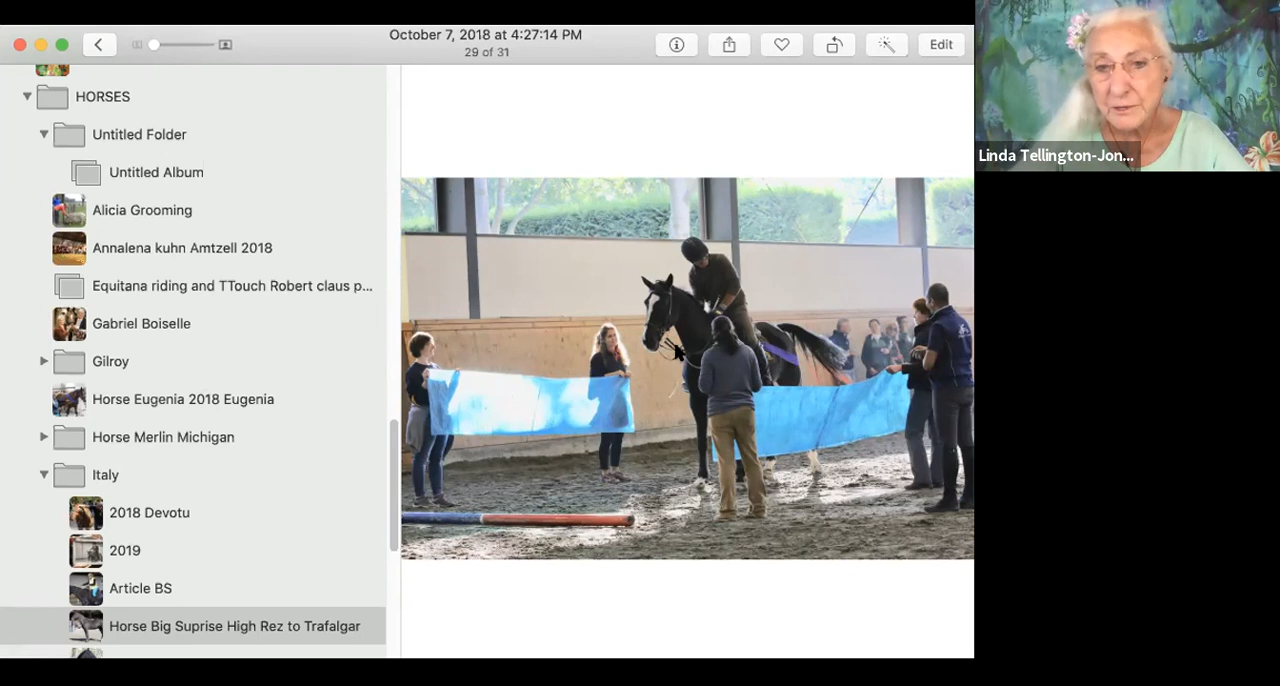 October 7, 2018 at 4:27:14 PM
29 of 31
Edit
HORSES
Untitled Folder
Untitled Album
Alicia Grooming
Annalena kuhn Amtzell 2018
Equitana riding and TTouch Robert claus p...
Gabriel Boiselle
Gilroy
Horse Eugenia 2018 Eugenia
Horse Merlin Michigan
Italy
2018 Devotu
2019
Article BS
Horse Big Suprise High Rez to Trafalgar
Linda Tellington-Jon...